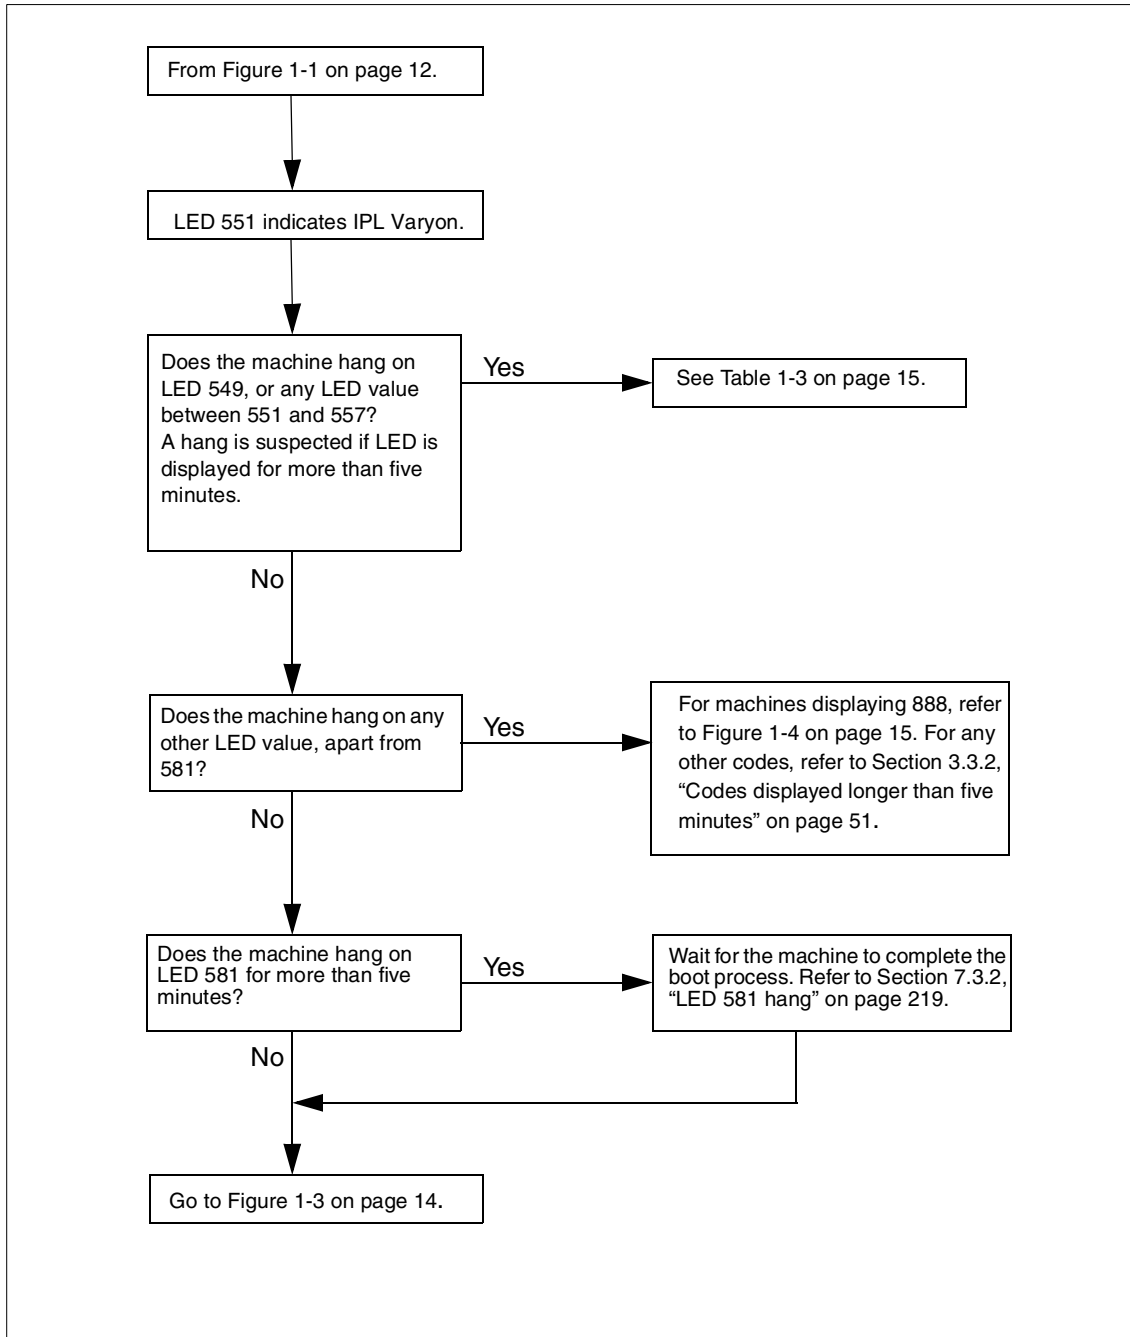 From Figure 1-1 on page 12.
LED 551 indicates IPL Varyon.
Does the machine hang on
LED 549, or any LED value
between 551 and 557?
A hang is suspected if LED is
displayed for more than five
minutes.
Yes
See Table 1-3 on page 15.
No
Does the machine hang on any
other LED value, apart from
581?
Yes
For machines displaying 888, refer
to Figure 1-4 on page 15. For any
other codes, refer to Section 3.3.2,
“Codes displayed longer than five
minutes” on page 51.
No
Does the machine hang on
LED 581 for more than five
minutes?
Yes
Wait for the machine to complete the
boot process. Refer to Section 7.3.2,
“LED 581 hang” on page 219.
No
Go to Figure 1-3 on page 14.